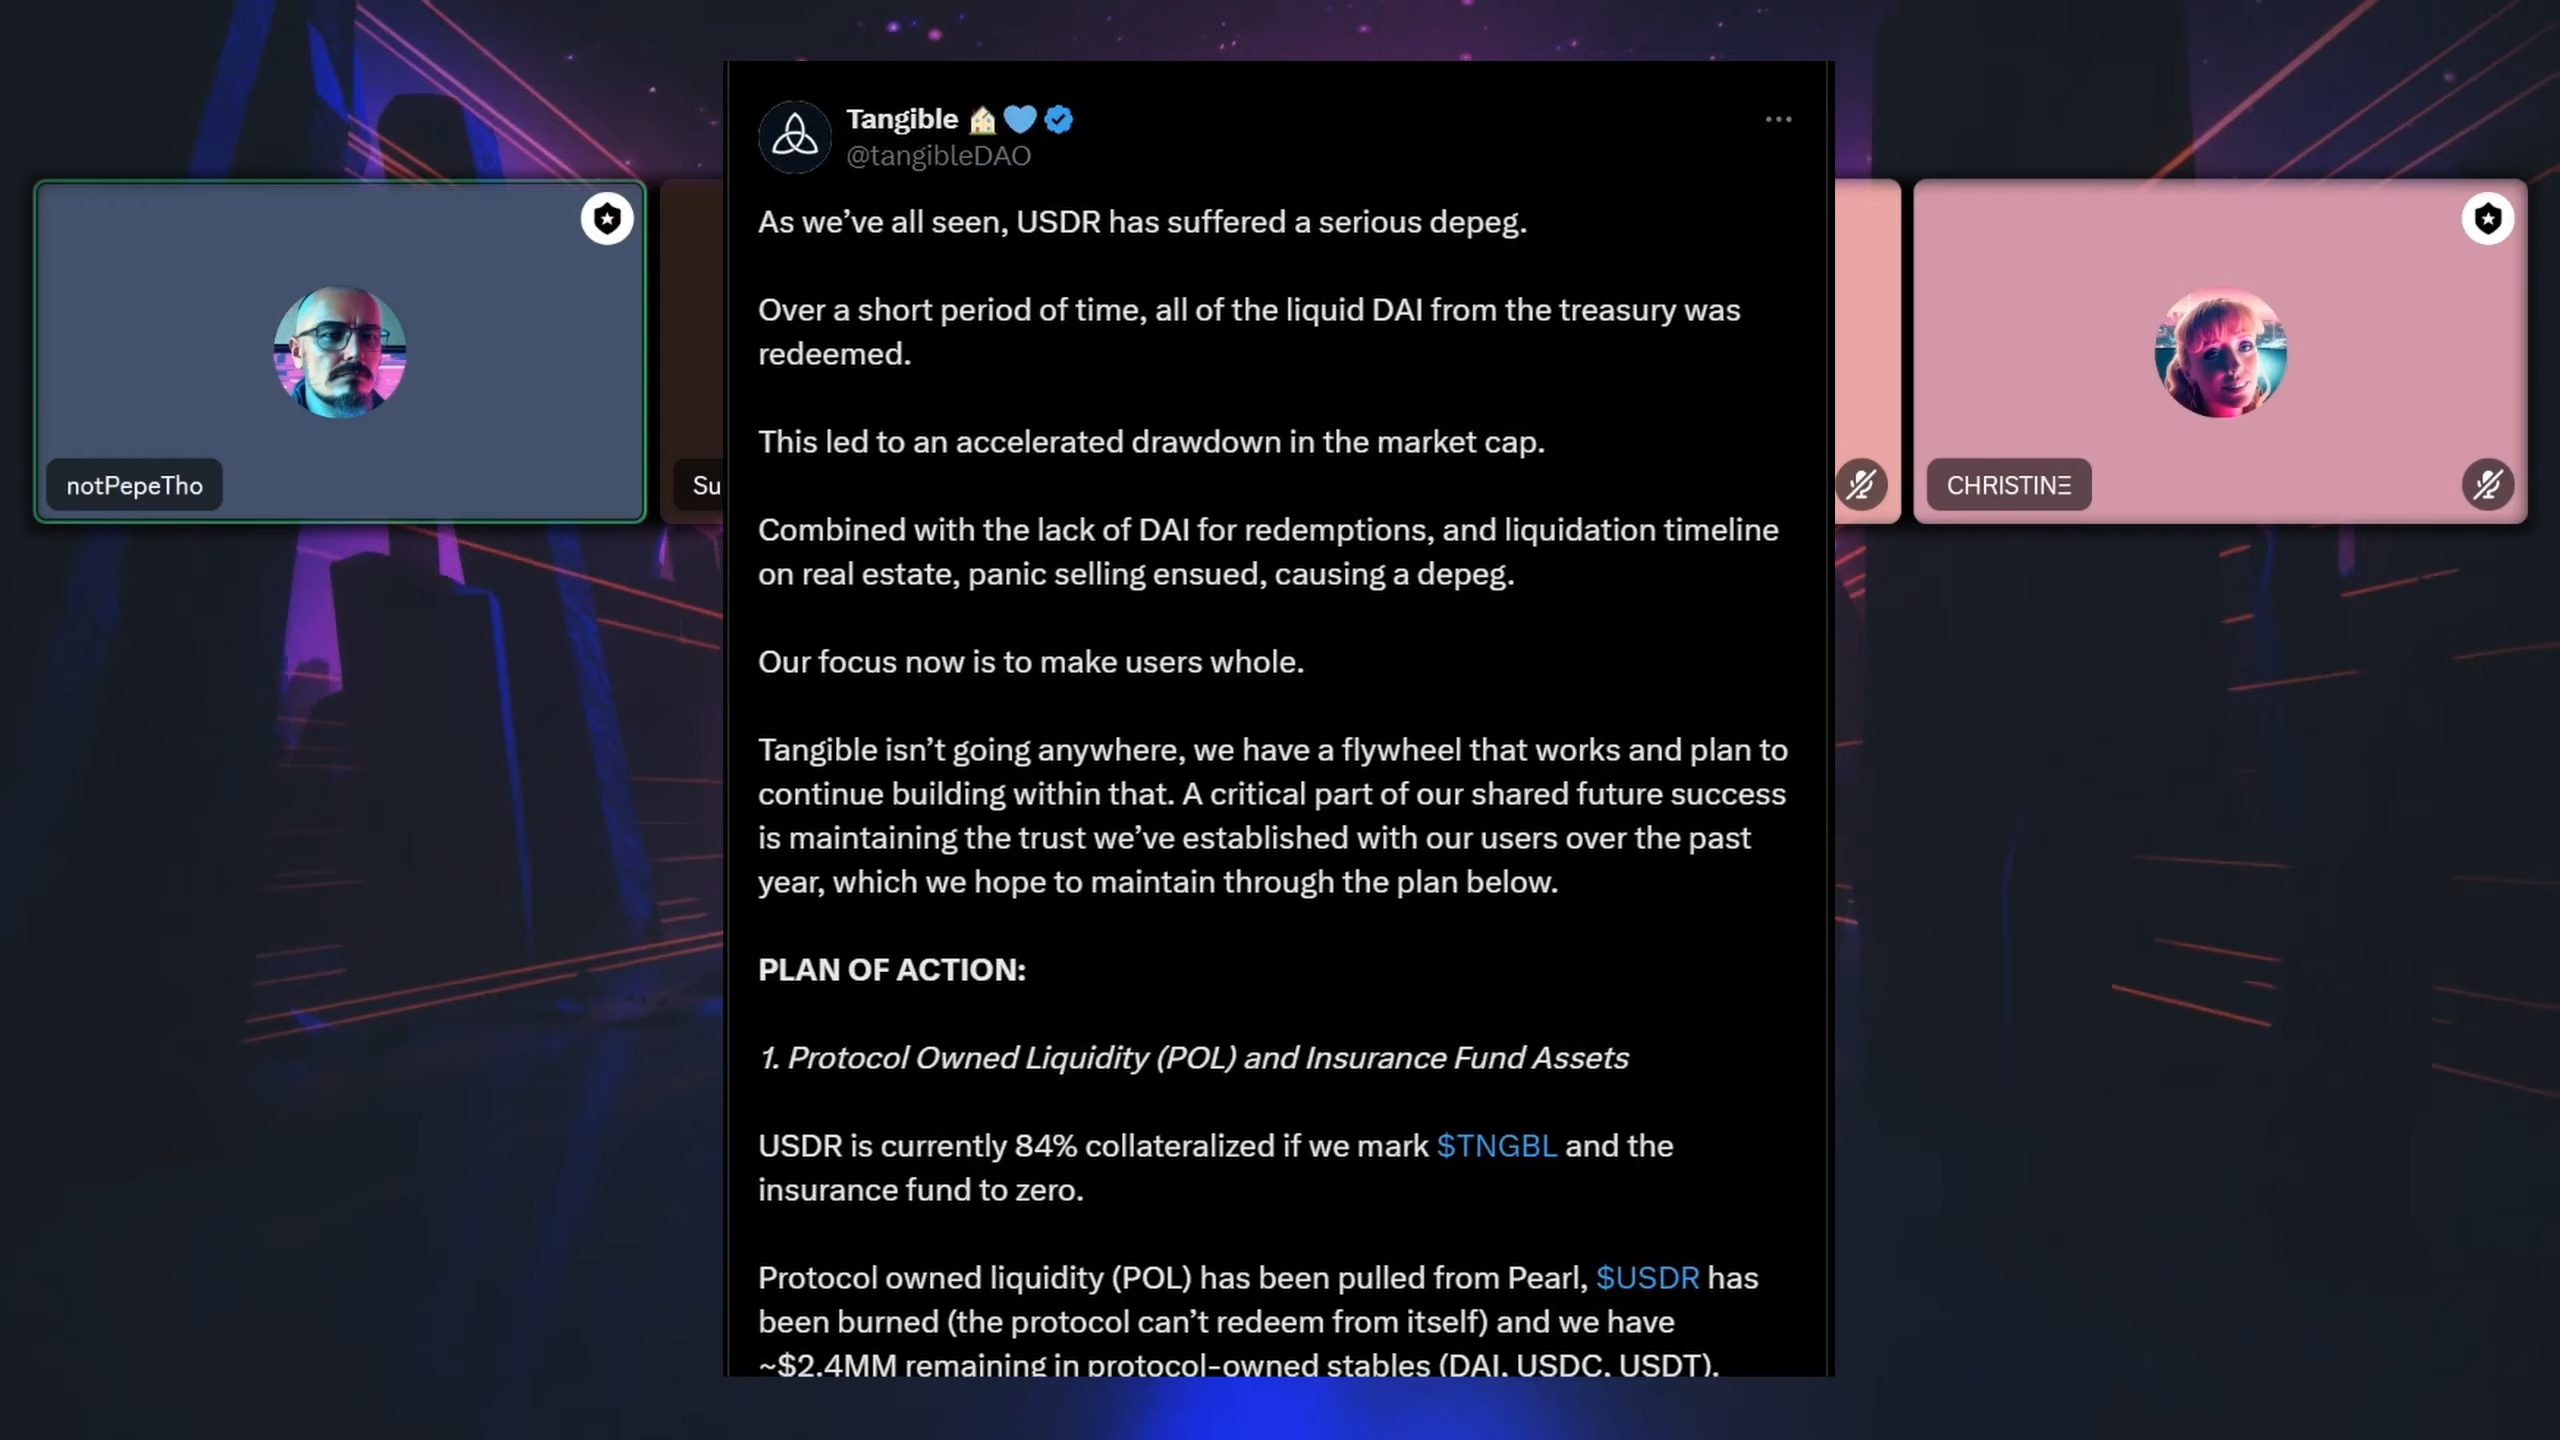 Tangible
@tangibleDAO
As we’ve all seen, USDR has suffered a serious depeg.
Over a short period of time, all of the liquid DAI from the treasury was
redeemed.
This led to an accelerated drawdown in the market cap.
Combined with the lack of DAI for redemptions, and liquidation timeline
on real estate, panic selling ensued, causing a depeg.
Our focus now is to make users whole.
Tangible isn’t going anywhere, we have a flywheel that works and plan to
continue building within that. A critical part of our shared future success
is maintaining the trust we’ve established with our users over the past
year, which we hope to maintain through the plan below.
PLAN OF ACTION:
1. Protocol Owned Liquidity (POL) and Insurance Fund Assets
USDR is currently 84% collateralized if we mark $TNGBL and the
insurance fund to zero.
Protocol owned liquidity (POL) has been pulled from Pearl, $USDR has
been burned (the protocol can’t redeem from itself) and we have
~$2.4MM remaining in protocol-owned stables (DAI, USDC, USDT).
notPepeTho
Su
CHRISTINΞ